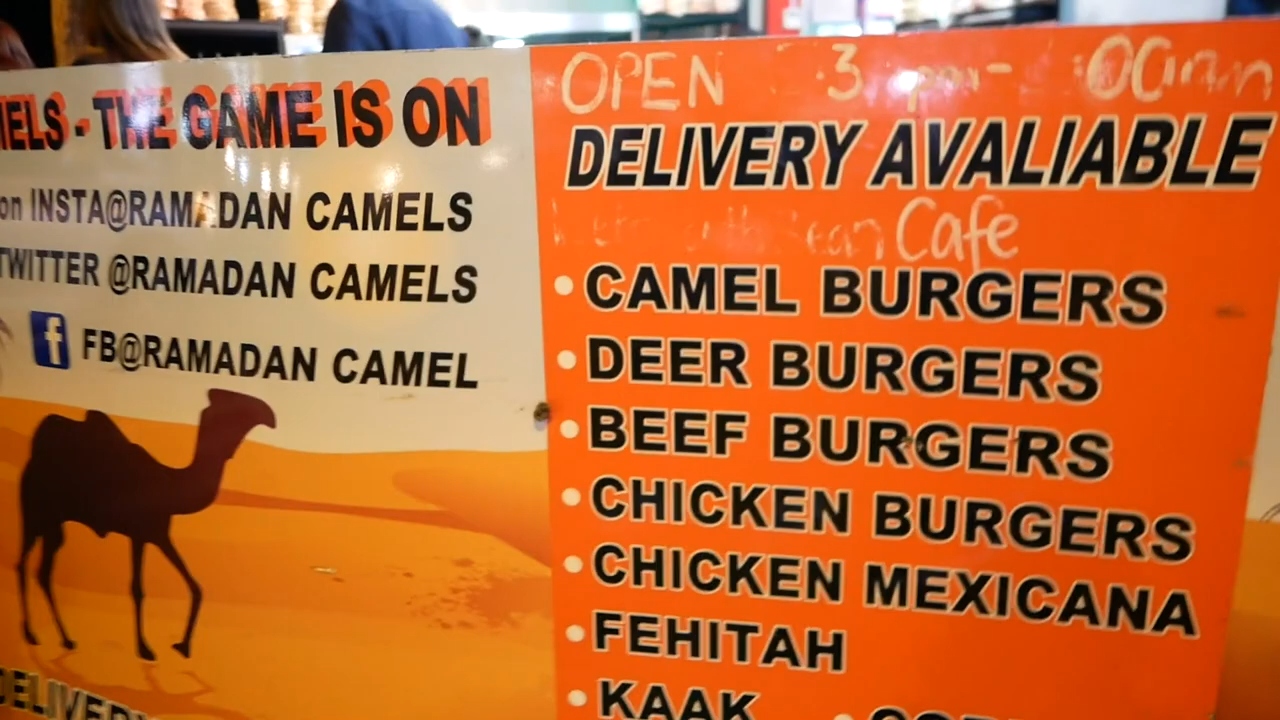 - THE GAME IS ON
on INSTA@RAMADAN CAMELS
TWITTER @RAMADAN CAMELS
f FB@RAMADAN CAMEL
DELIVERY
OPEN 3
DELIVERY AVALIABLE
Cafe
• CAMEL BURGERS
• DEER BURGERS
• BEEF BURGERS
• CHICKEN BURGERS
• CHICKEN MEXICANA
• FEHITAH
• KAAK